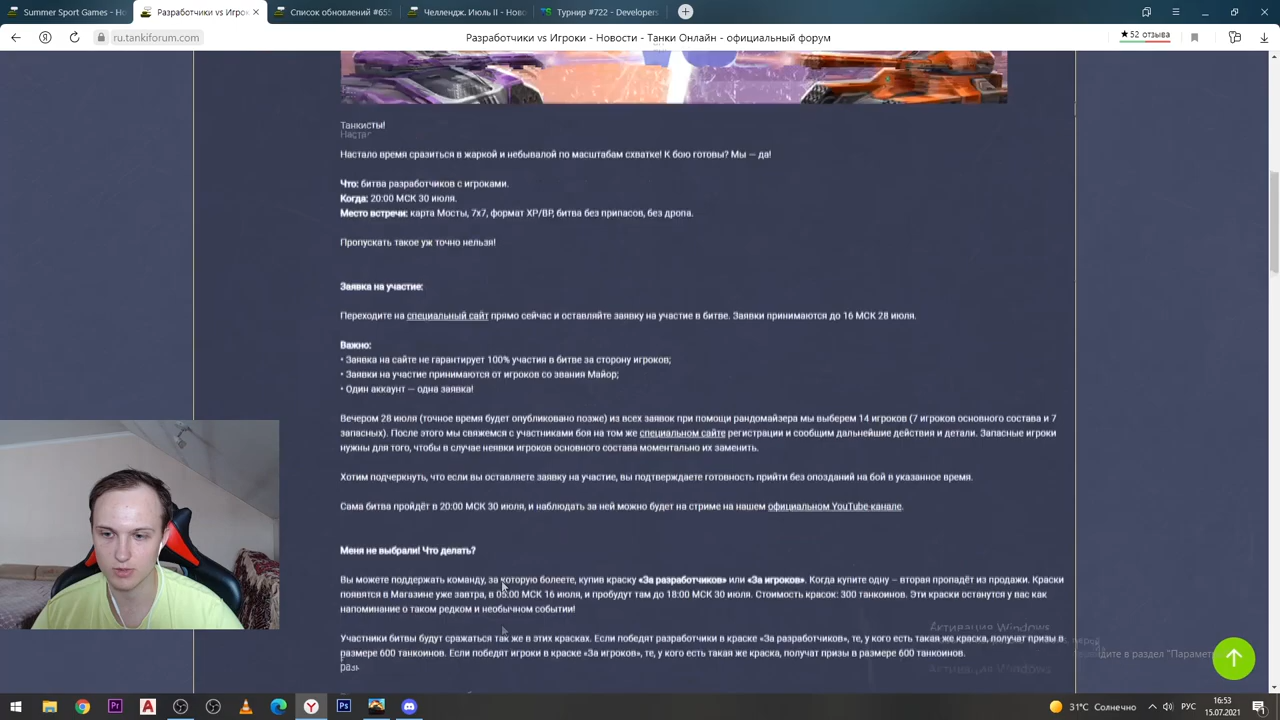 Summer Sport Games - Но
Разработчики vs Игрок
Список обновлений #655
Челлендж. Июль II - Ново
Турнир #722 - Developers
ru.tankiforum.com
Разработчики vs Игроки - Новости - Танки Онлайн - официальный форум
★52 отзыва
Танкисты!
Настало время сразиться в жаркой и небывалой по масштабам схватке! К бою готовы? Мы — да!
Что: битва разработчиков с игроками.
Когда: 20:00 МСК 30 июля.
Место встречи: карта Мосты, 7х7, формат XP/BP, битва без припасов, без дропа.
Пропускать такое уж точно нельзя!
Заявка на участие:
Переходите на специальный сайт прямо сейчас и оставляйте заявку на участие в битве. Заявки принимаются до 16 МСК 28 июля.
Важно:
• Заявка на сайте не гарантирует 100% участия в битве за сторону игроков;
• Заявки на участие принимаются от игроков со звания Майор;
• Один аккаунт — одна заявка!
Вечером 28 июля (точное время будет опубликовано позже) из всех заявок при помощи рандомайзера мы выберем 14 игроков (7 игроков основного состава и 7
запасных). После этого мы свяжемся с участниками боя на том же специальном сайте регистрации и сообщим дальнейшие действия и детали. Запасные игроки
нужны для того, чтобы в случае неявки игроков основного состава моментально их заменить.
Хотим подчеркнуть, что если вы оставляете заявку на участие, вы подтверждаете готовность прийти без опозданий на бой в указанное время.
Сама битва пройдёт в 20:00 МСК 30 июля, и наблюдать за ней можно будет на стриме на нашем официальном YouTube-канале.
Меня не выбрали! Что делать?
Вы можете поддержать команду, за которую болеете, купив краску «За разработчиков» или «За игроков». Когда купите одну – вторая пропадёт из продажи. Краски
появятся в Магазине уже завтра, в 05:00 МСК 16 июля, и пробудут там до 18:00 МСК 30 июля. Стоимость красок: 300 танкоинов. Эти краски останутся у вас как
напоминание о таком редком и необычном событии!
Активация Windows
Участники битвы будут сражаться так же в этих красках. Если победят разработчики в краске «За разработчиков», те, у кого есть такая же краска, получат призы в
размере 600 танкоинов. Если победят игроки в краске «За игроков», те, у кого есть такая же краска, получат призы в размере 600 танкоинов.
дите в раздел "Парамет
Активация Windows
31°C Солнечно
РУС
16:53
15.07.2021